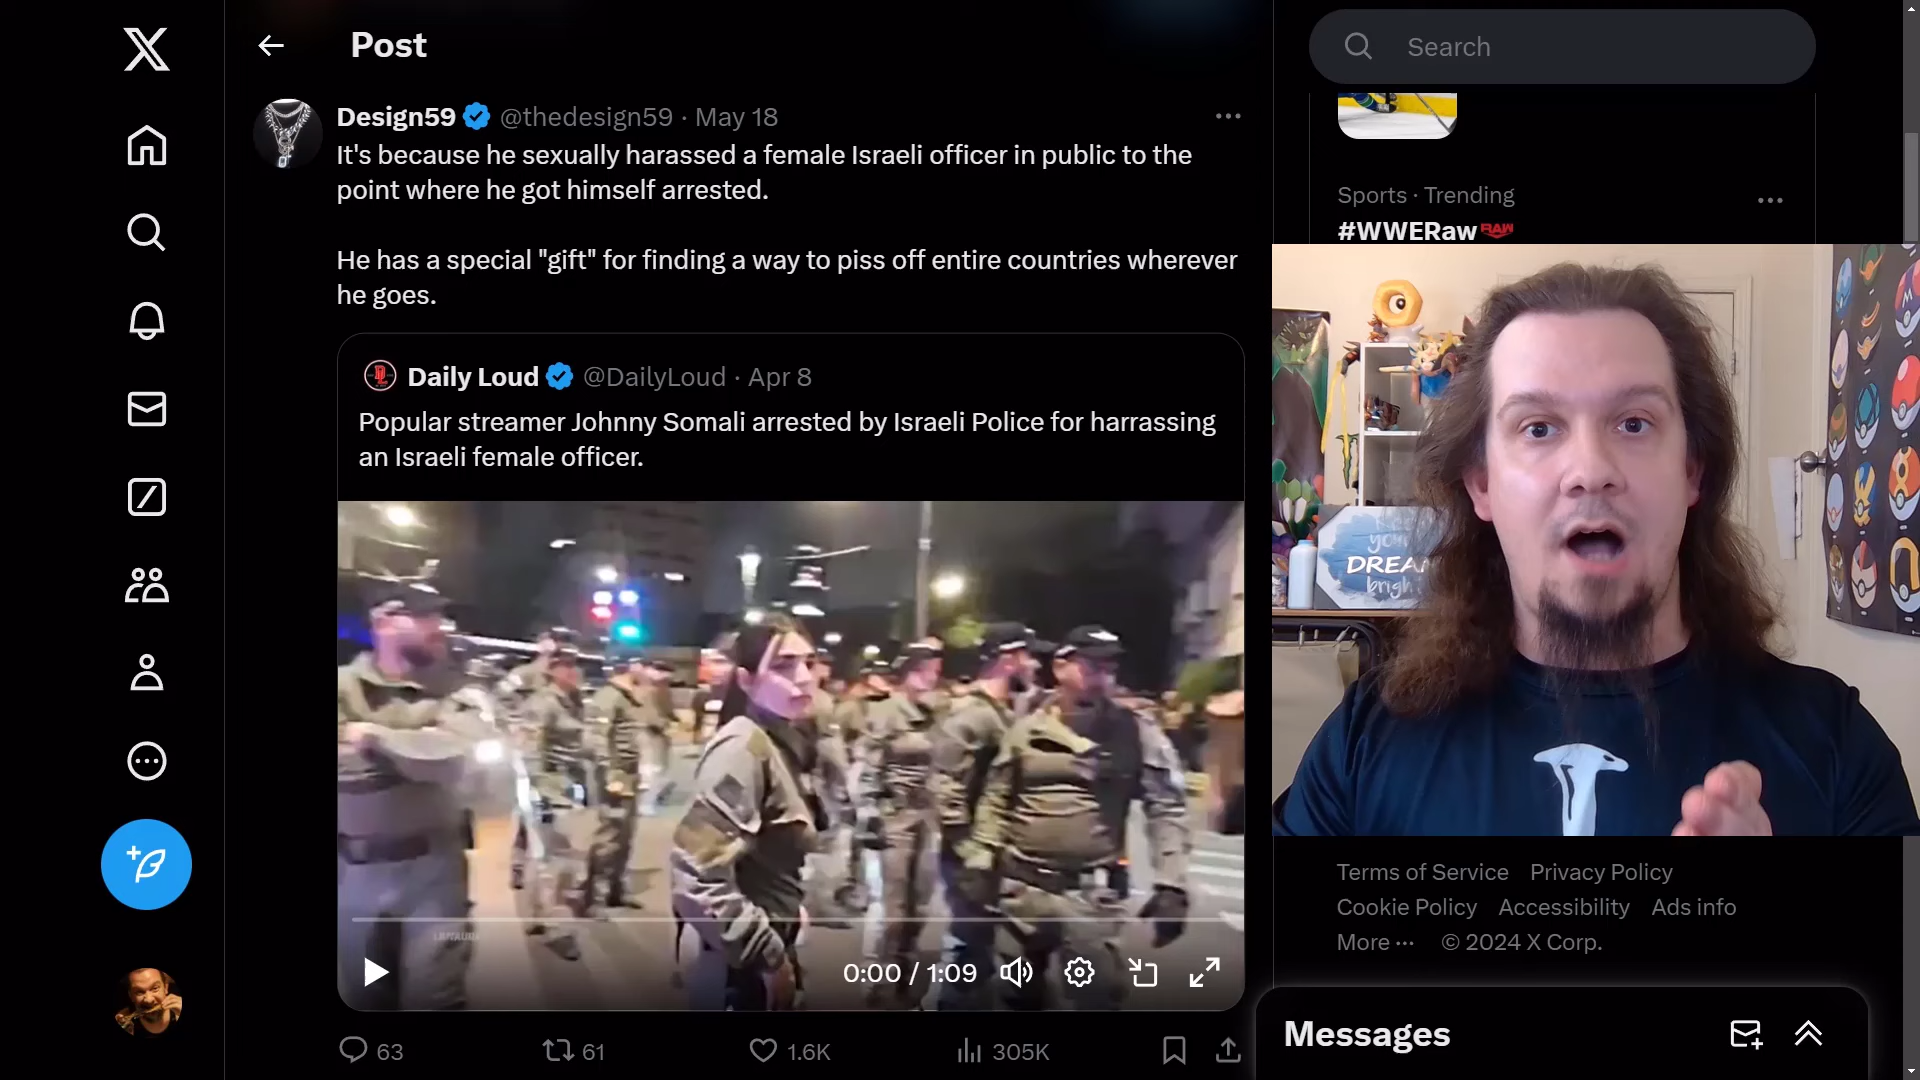 Post
Search
Design59 @thedesign59 · May 18
It's because he sexually harassed a female Israeli officer in public to the
point where he got himself arrested.
He has a special "gift" for finding a way to piss off entire countries wherever
he goes.
Daily Loud @DailyLoud · Apr 8
Popular streamer Johnny Somali arrested by Israeli Police for harrassing
an Israeli female officer.
0:00 / 1:09
63
61
1.6K
305K
Sports · Trending
#WWERaw
RAW
DREAM
bright
Terms of Service Privacy Policy
Cookie Policy Accessibility Ads info
More ··· © 2024 X Corp.
Messages